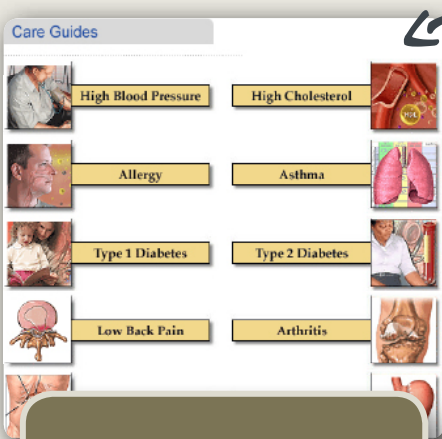 Care Guides
High Blood Pressure
High Cholesterol
Allergy
Asthma
Type 1 Diabetes
Type 2 Diabetes
Low Back Pain
Arthritis